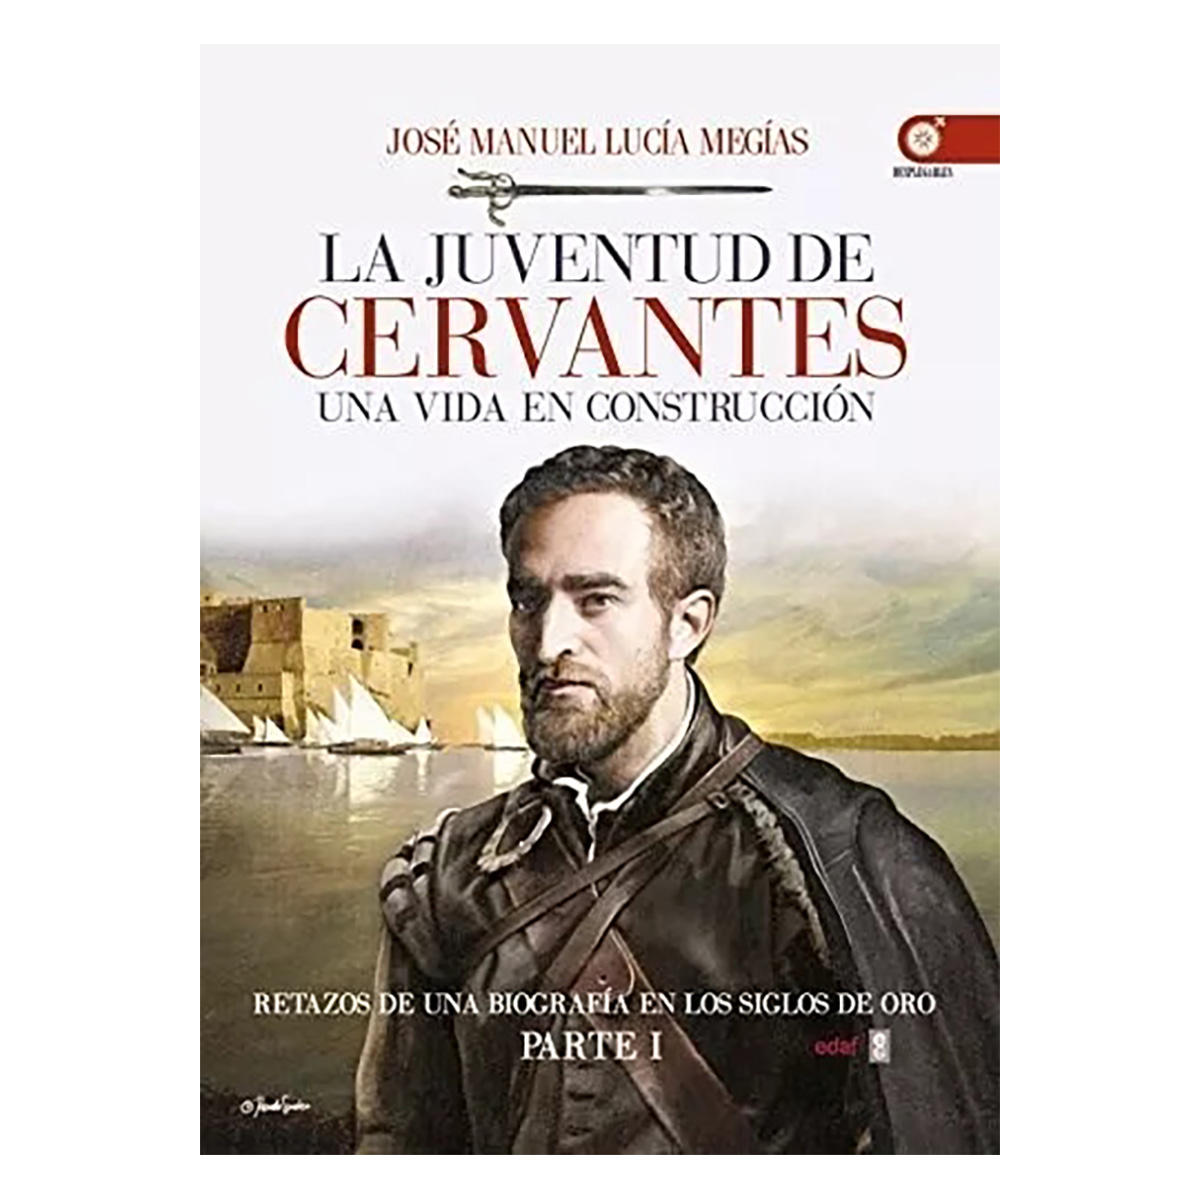 JOSÉ MANUEL LUCÍA MEGÍAS
DESPLEGABLES
LA JUVENTUD DE
CERVANTES
UNA VIDA EN CONSTRUCCIÓN
RETAZOS DE UNA BIOGRAFÍA EN LOS SIGLOS DE ORO
PARTE I
edaf